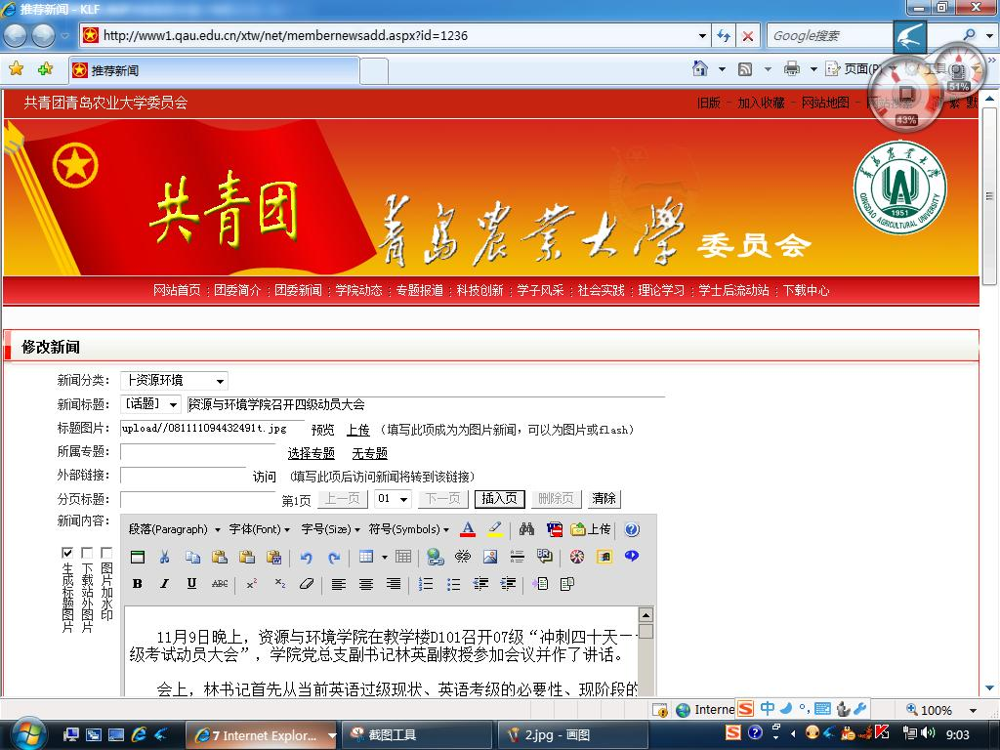 推荐新闻 - KLF
http://www1.qau.edu.cn/xtw/net/membernewsadd.aspx?id=1236
Google搜索
推荐新闻
页面(P)
51%
共青团青岛农业大学委员会
旧版 - 加入收藏 - 网站地图 -
43%
共青团
青岛农业大学 委员会
青岛农业大学
1951
QINGDAO AGRICULTURAL UNIVERSITY
网站首页 ┊ 团委简介 ┊ 团委新闻 ┊ 学院动态 ┊ 专题报道 ┊ 科技创新 ┊ 学子风采 ┊ 社会实践 ┊ 理论学习 ┊ 学士后流动站 ┊ 下载中心
修改新闻
新闻分类: ├资源环境
新闻标题: [话题] 资源与环境学院召开四级动员大会
标题图片: upload//081111094432491t.jpg 预览 上传 (填写此项成为为图片新闻，可以为图片或flash)
所属专题: 选择专题 无专题
外部链接: 访问 (填写此项后访问新闻将转到该链接)
分页标题: 第1页 上一页 01 下一页 插入页 删除页 清除
新闻内容:
段落(Paragraph) 字体(Font) 字号(Size) 符号(Symbols) A 上传
B I U ABC x² x₂
生成标题图片
下载站外图片
图片加水印
11月9日晚上，资源与环境学院在教学楼D101召开07级“冲刺四十天—
级考试动员大会”，学院党总支副书记林英副教授参加会议并作了讲话。
会上，林书记首先从当前英语过级现状、英语考级的必要性、现阶段的
Interne
中
100%
7 Internet Explor...
截图工具
2.jpg - 画图
9:03